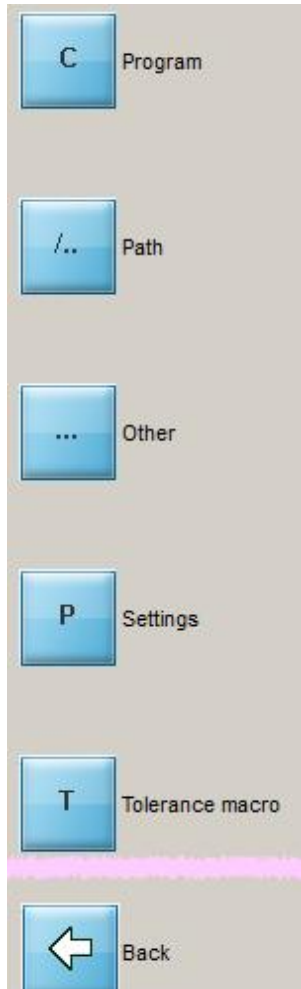 C Program
/.. Path
... Other
P Settings
T Tolerance macro
Back